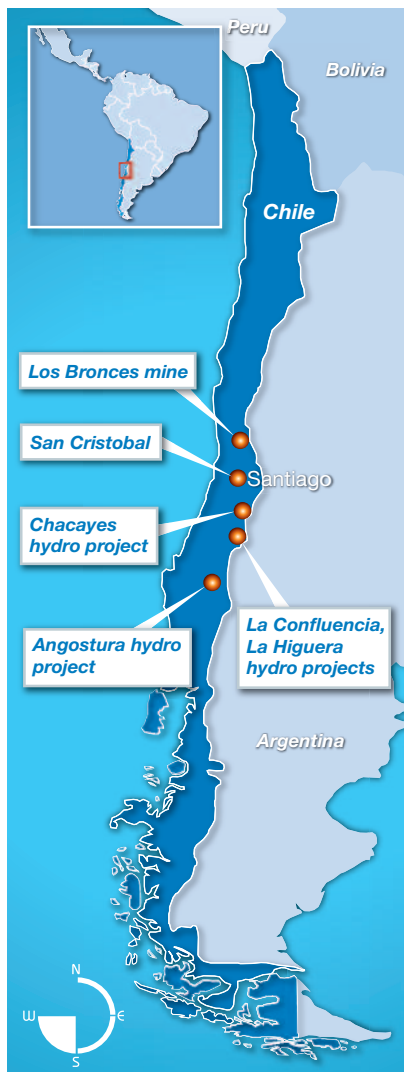 Peru
Bolivia
Chile
Los Bronces mine
San Cristobal
Santiago
Chacayes
hydro project
La Confluencia,
La Higuera
hydro projects
Angostura hydro
project
Argentina
N
W
E
S